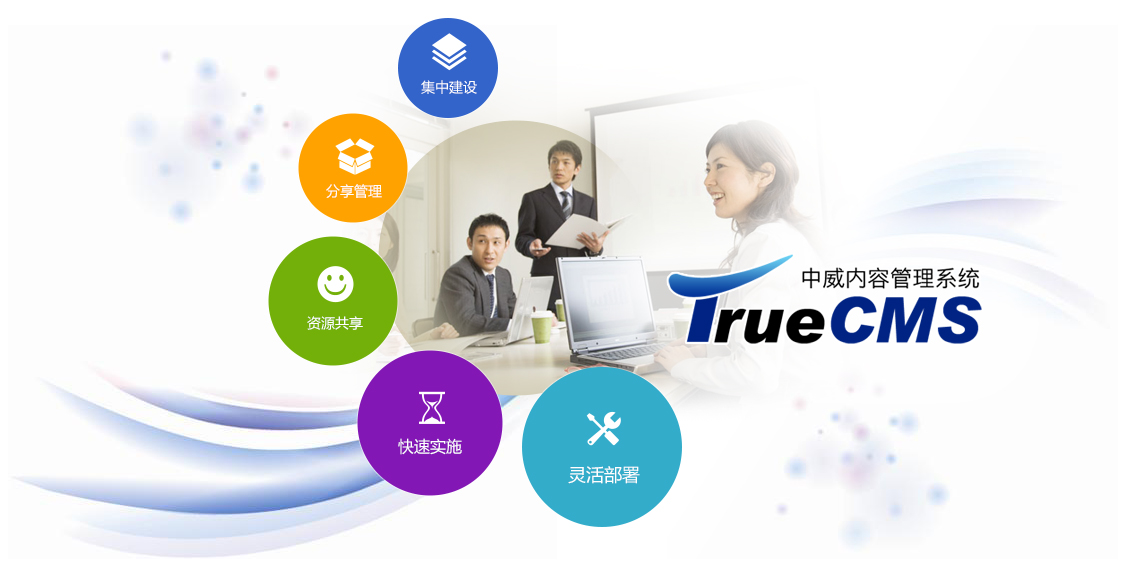 集中建设
分享管理
资源共享
快速实施
灵活部署
中威内容管理系统
TrueCMS